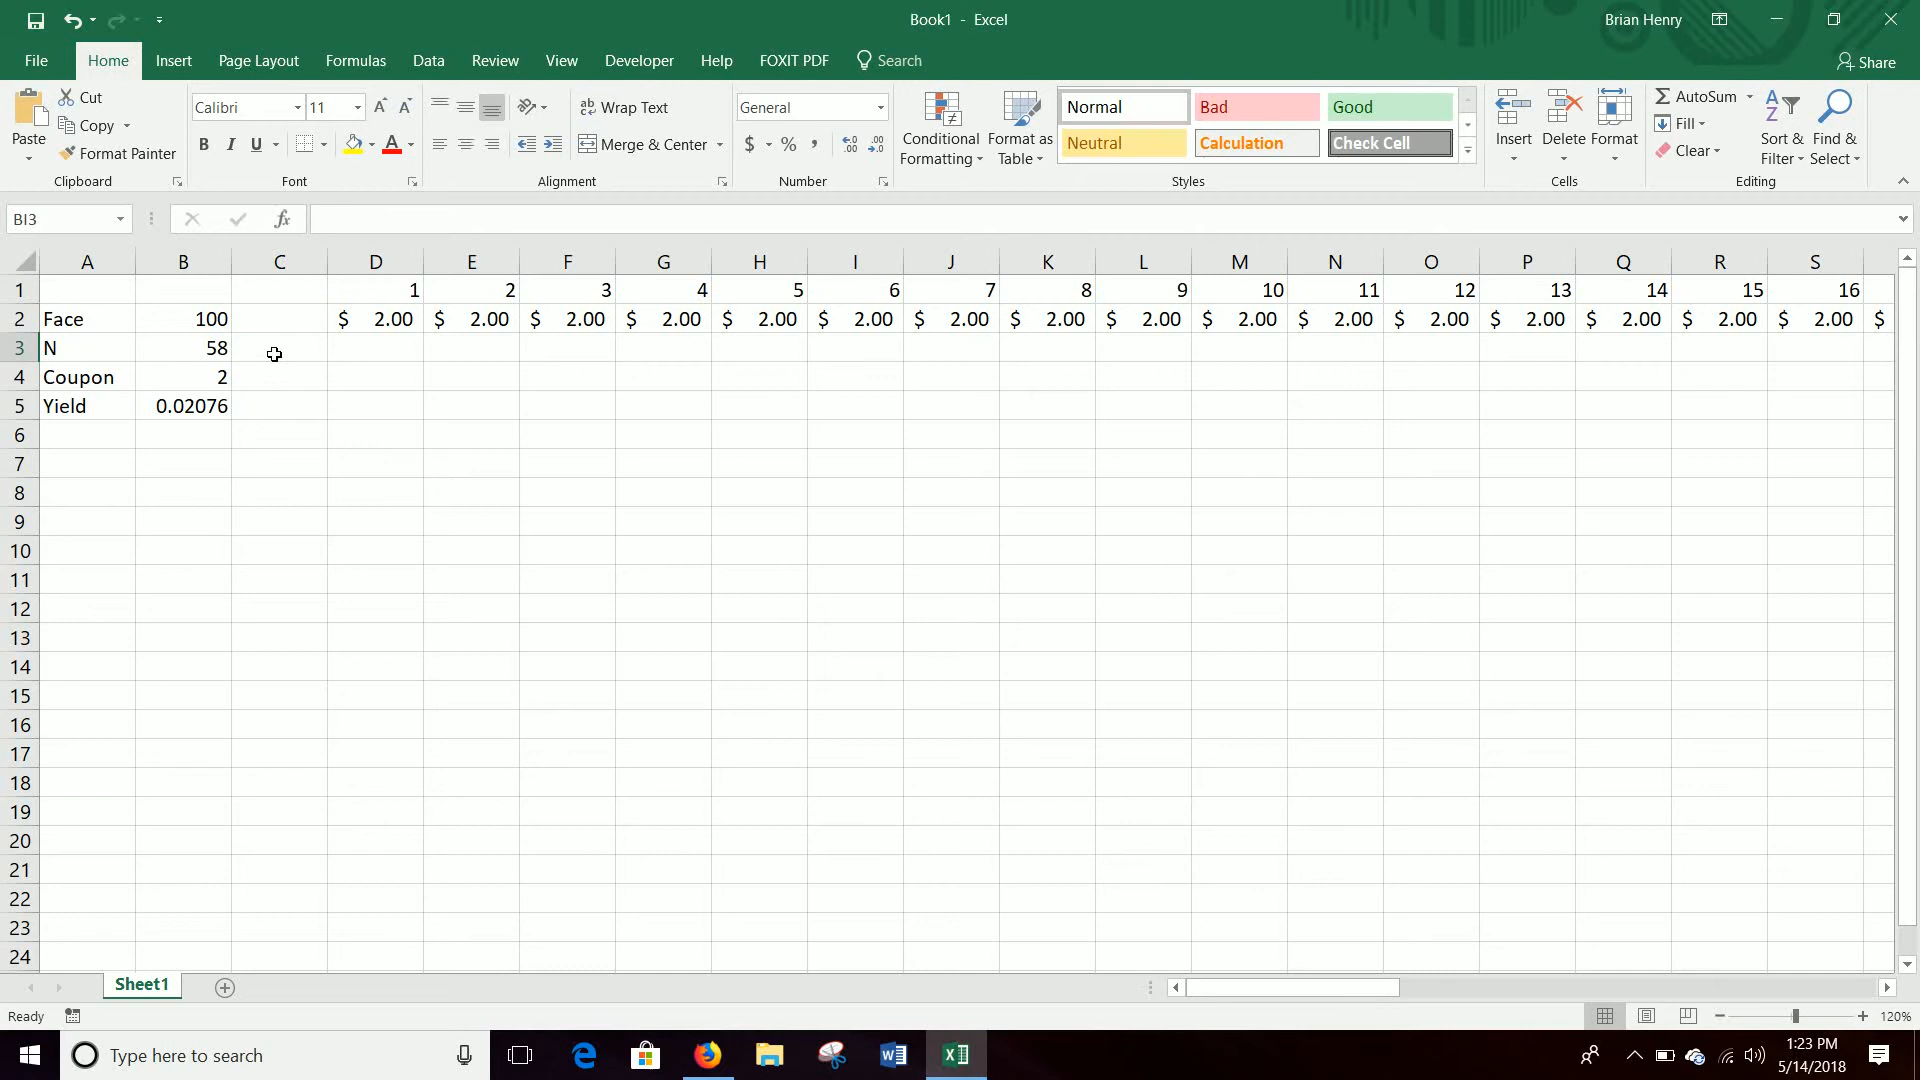 Book1 - Excel
Brian Henry
File Home Insert Page Layout Formulas Data Review View Developer Help FOXIT PDF Search Share
Paste
Cut
Copy
Format Painter
Clipboard
Calibri 11
B I U
Font
Wrap Text
Merge & Center
Alignment
General
$ % ,
Number
Conditional Formatting
Format as Table
Normal Bad Good
Neutral Calculation Check Cell
Styles
Insert Delete Format
Cells
AutoSum
Fill
Clear
Sort & Filter
Find & Select
Editing
BI3 fx
A B C D E F G H I J K L M N O P Q R S
1 1 2 3 4 5 6 7 8 9 10 11 12 13 14 15 16
2 Face 100 $ 2.00 $ 2.00 $ 2.00 $ 2.00 $ 2.00 $ 2.00 $ 2.00 $ 2.00 $ 2.00 $ 2.00 $ 2.00 $ 2.00 $ 2.00 $ 2.00 $ 2.00 $ 2.00 $
3 N 58
4 Coupon 2
5 Yield 0.02076
6
7
8
9
10
11
12
13
14
15
16
17
18
19
20
21
22
23
24
Sheet1
Ready 120%
Type here to search
1:23 PM
5/14/2018